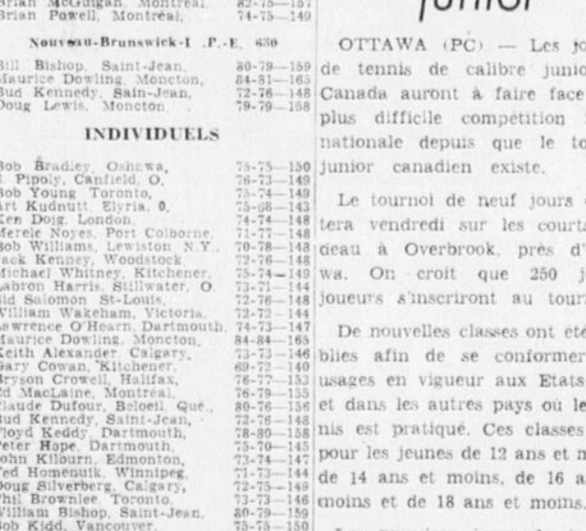 Brian McGuigan, Montréal, 82-75—157
Brian Powell, Montréal, 74-75—149
Nouveau-Brunswick-I .P.-E. 630
Bill Bishop, Saint-Jean, 80-79—159
Maurice Dowling, Moncton, 84-81—165
Bud Kennedy, Sain-Jean, 72-76—148
Doug Lewis, Moncton, 79-79—158
INDIVIDUELS
Bob Bradley, Oshawa, 75-75—150
Pipoly, Canfield, O. 76-73—149
Bob Young Toronto, 75-74—149
Art Kudnutt, Elyria, O. 75-68—143
Ken Doig, London, 74-74—148
Merele Noyes, Port Colborne, 71-77—148
Bob Williams, Lewiston N.Y., 70-78—148
Jack Kenney, Woodstock, 72-76—148
Michael Whitney, Kitchener, 75-74—149
Labron Harris, Stillwater, O. 73-71—144
Sid Salomon St-Louis, 72-76—148
William Wakeham, Victoria, 72-72—144
Lawrence O'Hearn, Dartmouth, 74-73—147
Maurice Dowling, Moncton, 84-84—165
Keith Alexander, Calgary, 73-73—146
Gary Cowan, Kitchener, 69-72—140
Bryson Crowell, Halifax, 76-77—153
Ed MacLaine, Montréal, 76-79—155
Claude Dufour, Beloeil, Qué., 80-76—156
Bud Kennedy, Saint-Jean, 72-76—148
Floyd Keddy, Dartmouth, 78-80—158
Peter Hope, Dartmouth, 75-70—145
John Kilburn, Edmonton, 73-74—147
Ted Homenuik, Winnipeg, 71-73—144
Doug Silverberg, Calgary, 72-75—149
Phil Brownlee, Toronto, 73-73—146
William Bishop, Saint-Jean, 80-79—159
Bob Kidd, Vancouver, 75-75—150
junior
OTTAWA (PC) — Les jo
de tennis de calibre junio
Canada auront à faire face
plus difficile compétition
nationale depuis que le to
junior canadien existe.
Le tournoi de neuf jours
tera vendredi sur les courts
deau à Overbrook, près d'
wa. On croit que 250 j
joueurs s'inscriront au tour
De nouvelles classes ont été
blies afin de se conformer
usages en vigueur aux Etats
et dans les autres pays où le
nis est pratiqué. Ces classes
pour les jeunes de 12 ans et m
de 14 ans et moins, de 16 a
moins et de 18 ans et moins.